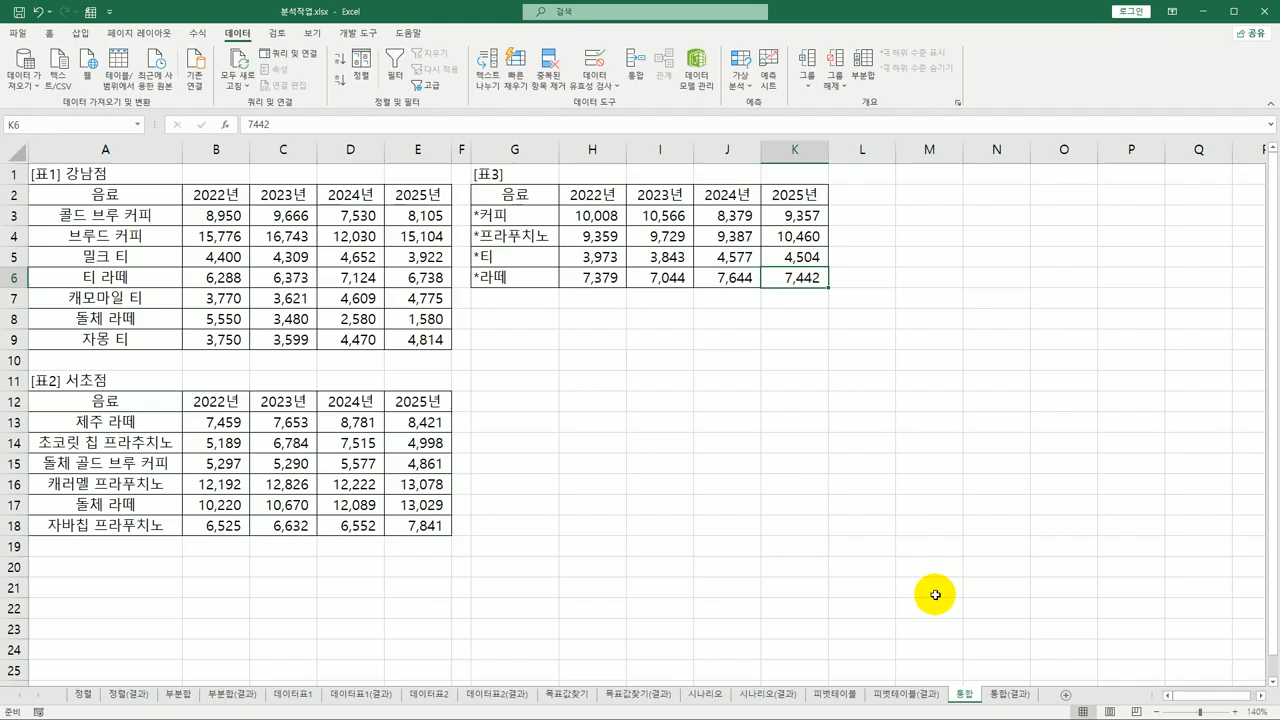 분석작업.xlsx - Excel
검색
로그인
파일 홈 삽입 페이지 레이아웃 수식 데이터 검토 보기 개발 도구 도움말
공유
데이터 가져오기
텍스트/CSV
웹
테이블/범위에서
최근에 사용한 원본
기존 연결
모두 새로 고침
쿼리 및 연결
속성
연결 편집
정렬
필터
지우기
다시 적용
고급
텍스트 나누기
빠른 채우기
중복된 항목 제거
데이터 유효성 검사
통합
관계
데이터 모델 관리
가상 분석
예측 시트
그룹
그룹 해제
부분합
하위 수준 표시
하위 수준 숨기기
데이터 가져오기 및 변환 쿼리 및 연결 정렬 및 필터 데이터 도구 예측 개요
K6 fx 7442
A B C D E F G H I J K L M N O P Q
1 [표1] 강남점 [표3]
2 음료 2022년 2023년 2024년 2025년 음료 2022년 2023년 2024년 2025년
3 콜드 브루 커피 8,950 9,666 7,530 8,105 *커피 10,008 10,566 8,379 9,357
4 브루드 커피 15,776 16,743 12,030 15,104 *프라푸치노 9,359 9,729 9,387 10,460
5 밀크 티 4,400 4,309 4,652 3,922 *티 3,973 3,843 4,577 4,504
6 티 라떼 6,288 6,373 7,124 6,738 *라떼 7,379 7,044 7,644 7,442
7 캐모마일 티 3,770 3,621 4,609 4,775
8 돌체 라떼 5,550 3,480 2,580 1,580
9 자몽 티 3,750 3,599 4,470 4,814
10
11 [표2] 서초점
12 음료 2022년 2023년 2024년 2025년
13 제주 라떼 7,459 7,653 8,781 8,421
14 초코릿 칩 프라추치노 5,189 6,784 7,515 4,998
15 돌체 골드 브루 커피 5,297 5,290 5,577 4,861
16 캐러멜 프라푸치노 12,192 12,826 12,222 13,078
17 돌체 라떼 10,220 10,670 12,089 13,029
18 자바칩 프라푸치노 6,525 6,632 6,552 7,841
19
20
21
22
23
24
25
정렬 정렬(결과) 부분합 부분합(결과) 데이터표1 데이터표1(결과) 데이터표2 데이터표2(결과) 목표값찾기 목표값찾기(결과) 시나리오 시나리오(결과) 피벗테이블 피벗테이블(결과) 통합 통합(결과)
준비 140%